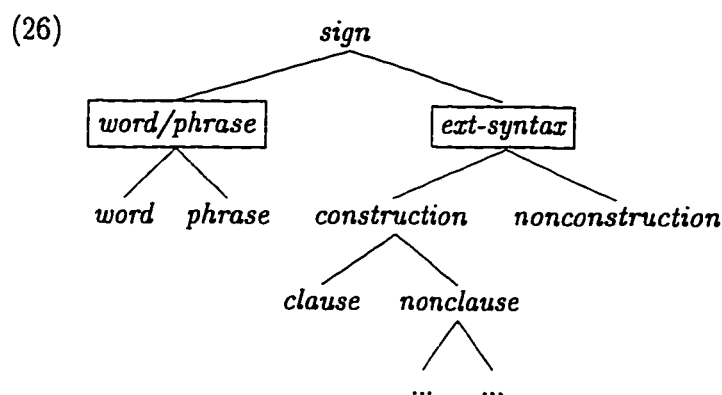 (26) sign
word/phrase ext-syntax
word phrase construction nonconstruction
clause nonclause
... ...